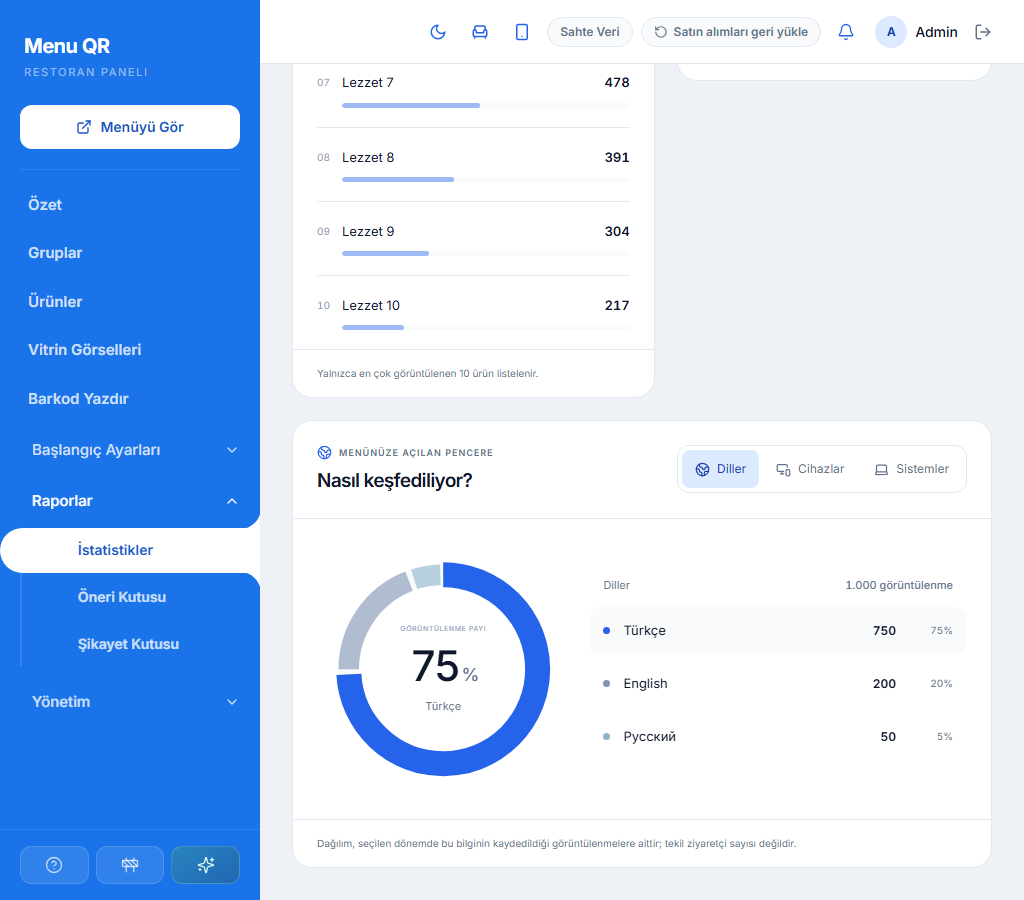 Menu QR
RESTORAN PANELİ
Menüyü Gör
Özet
Gruplar
Ürünler
Vitrin Görselleri
Barkod Yazdır
Başlangıç Ayarları
Raporlar
İstatistikler
Öneri Kutusu
Şikayet Kutusu
Yönetim
Sahte Veri
Satın alımları geri yükle
A
Admin
07 Lezzet 7 478
08 Lezzet 8 391
09 Lezzet 9 304
10 Lezzet 10 217
Yalnızca en çok görüntülenen 10 ürün listelenir.
MENÜNÜZE AÇILAN PENCERE
Nasıl keşfediliyor?
Diller
Cihazlar
Sistemler
GÖRÜNTÜLENME PAYI
75 %
Türkçe
Diller 1.000 görüntülenme
Türkçe 750 75%
English 200 20%
Русский 50 5%
Dağılım, seçilen dönemde bu bilginin kaydedildiği görüntülenmelere aittir; tekil ziyaretçi sayısı değildir.